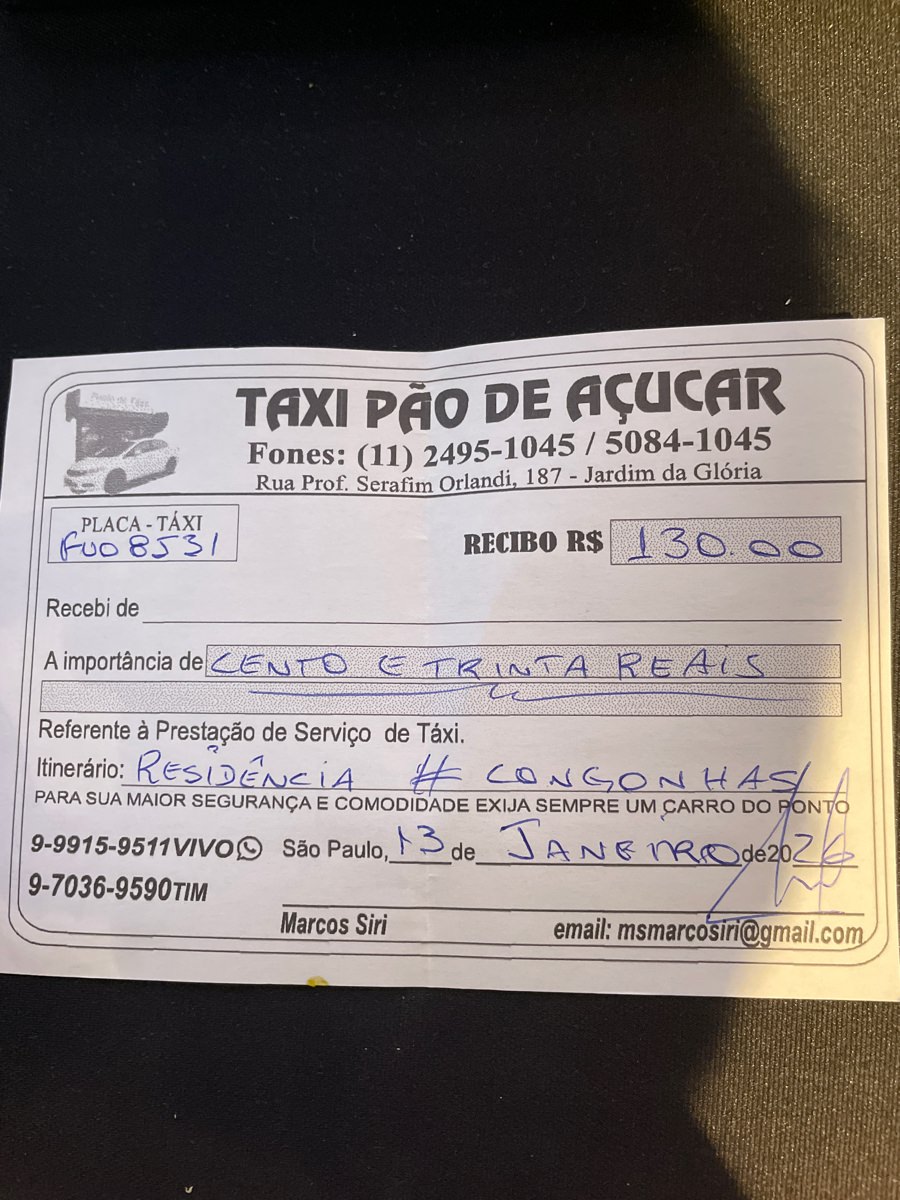 TAXI PÃO DE AÇUCAR
Fones: (11) 2495-1045 / 5084-1045
Rua Prof. Serafim Orlandi, 187 - Jardim da Glória
PLACA - TÁXI
FUO 8531
RECIBO R$ 130.00
Recebi de
A importância de CENTO E TRINTA REAIS
Referente à Prestação de Serviço de Táxi.
Itinerário: RESIDÊNCIA # CONGONHAS
PARA SUA MAIOR SEGURANÇA E COMODIDADE EXIJA SEMPRE UM CARRO DO PONTO
9-9915-9511VIVO São Paulo, 13 de JANEIRO de 2026
9-7036-9590TIM
Marcos Siri email: msmarcosiri@gmail.com